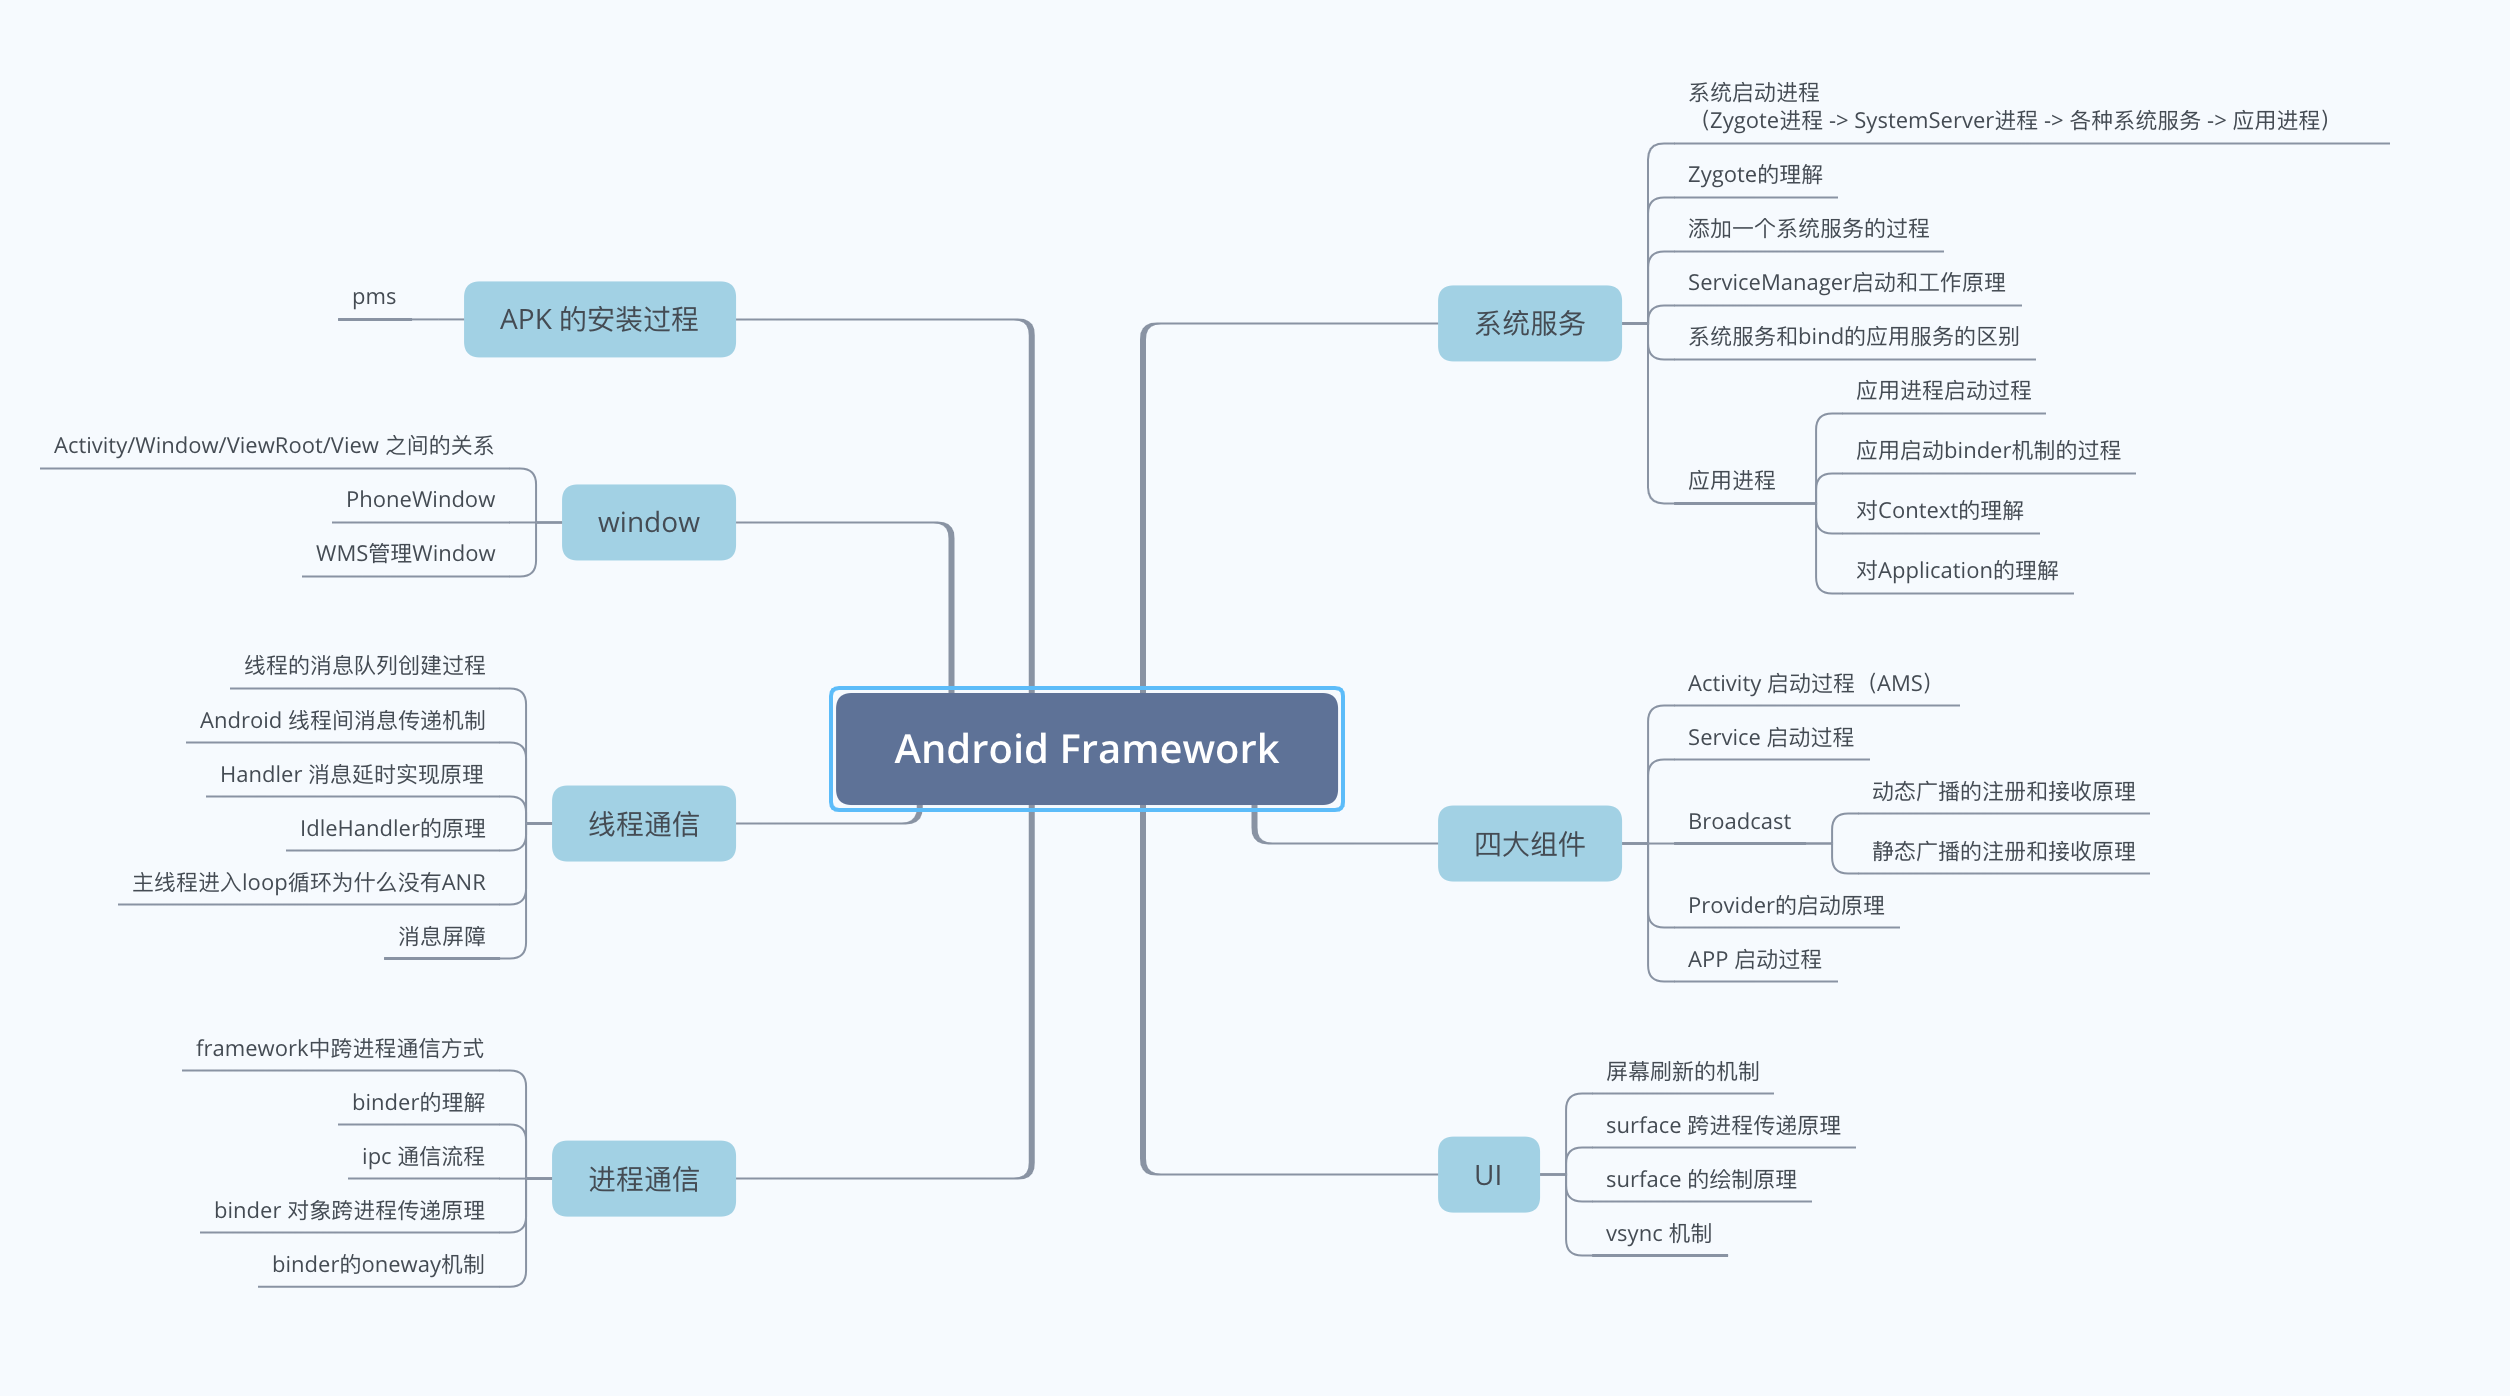 Android Framework
系统服务
系统启动进程
（Zygote进程 -> SystemServer进程 -> 各种系统服务 -> 应用进程）
Zygote的理解
添加一个系统服务的过程
ServiceManager启动和工作原理
系统服务和bind的应用服务的区别
应用进程
应用进程启动过程
应用启动binder机制的过程
对Context的理解
对Application的理解
四大组件
Activity 启动过程（AMS）
Service 启动过程
Broadcast
动态广播的注册和接收原理
静态广播的注册和接收原理
Provider的启动原理
APP 启动过程
UI
屏幕刷新的机制
surface 跨进程传递原理
surface 的绘制原理
vsync 机制
APK 的安装过程
pms
window
Activity/Window/ViewRoot/View 之间的关系
PhoneWindow
WMS管理Window
线程通信
线程的消息队列创建过程
Android 线程间消息传递机制
Handler 消息延时实现原理
IdleHandler的原理
主线程进入loop循环为什么没有ANR
消息屏障
进程通信
framework中跨进程通信方式
binder的理解
ipc 通信流程
binder 对象跨进程传递原理
binder的oneway机制